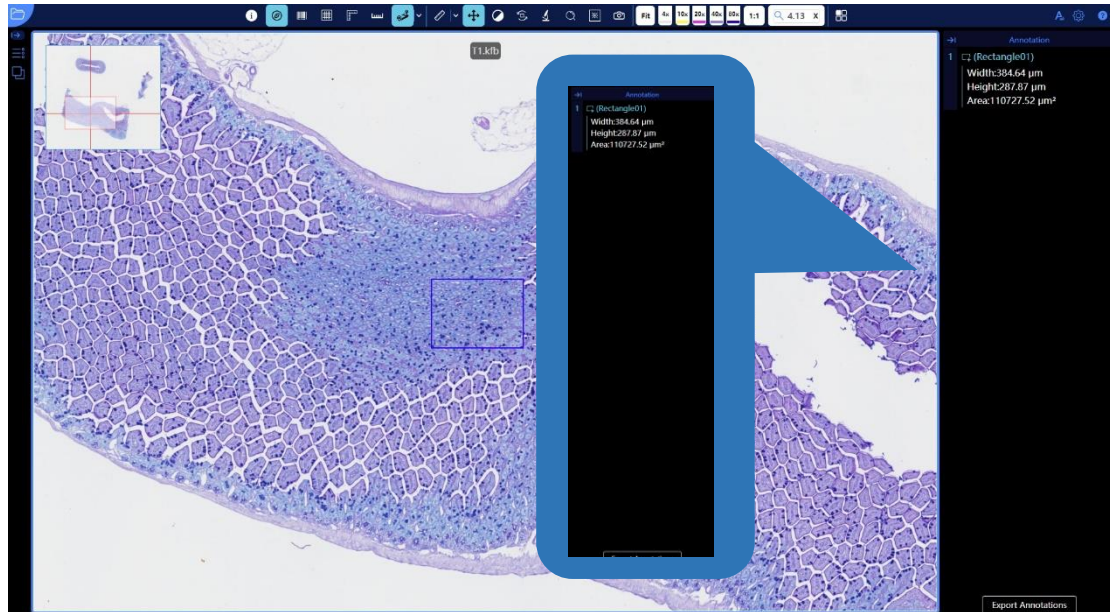 i
Fit 4x 10x 20x 40x 80x 1:1 4.13 X
A
?
T1.kfb
Annotation
1 (Rectangle01)
Width:384.64 μm
Height:287.87 μm
Area:110727.52 μm²
Annotation
1 (Rectangle01)
Width:384.64 μm
Height:287.87 μm
Area:110727.52 μm²
Export Annotations